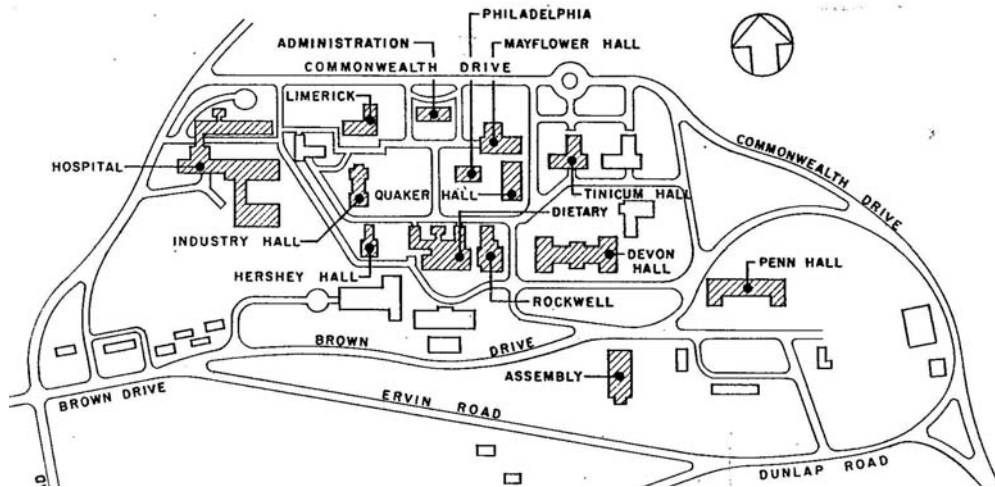 PHILADELPHIA
ADMINISTRATION
MAYFLOWER HALL
COMMONWEALTH DRIVE
LIMERICK
COMMONWEALTH DRIVE
HOSPITAL
QUAKER HALL
TINICUM HALL
DIETARY
INDUSTRY HALL
DEVON
HALL
PENN HALL
HERSHEY HALL
ROCKWELL
BROWN DRIVE
ASSEMBLY
BROWN DRIVE
ERVIN ROAD
DUNLAP ROAD